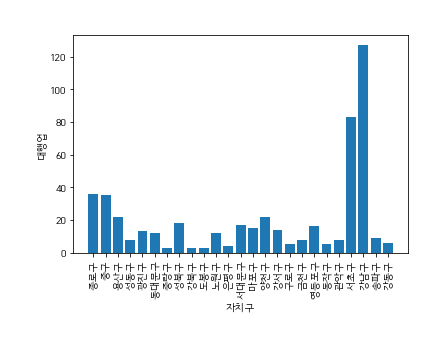 120
100
80
60
40
20
0
대행업
종로구
중구
용산구
성동구
광진구
동대문구
중랑구
성북구
강북구
도봉구
노원구
은평구
서대문구
마포구
양천구
강서구
구로구
금천구
영등포구
동작구
관악구
서초구
강남구
송파구
강동구
자치구